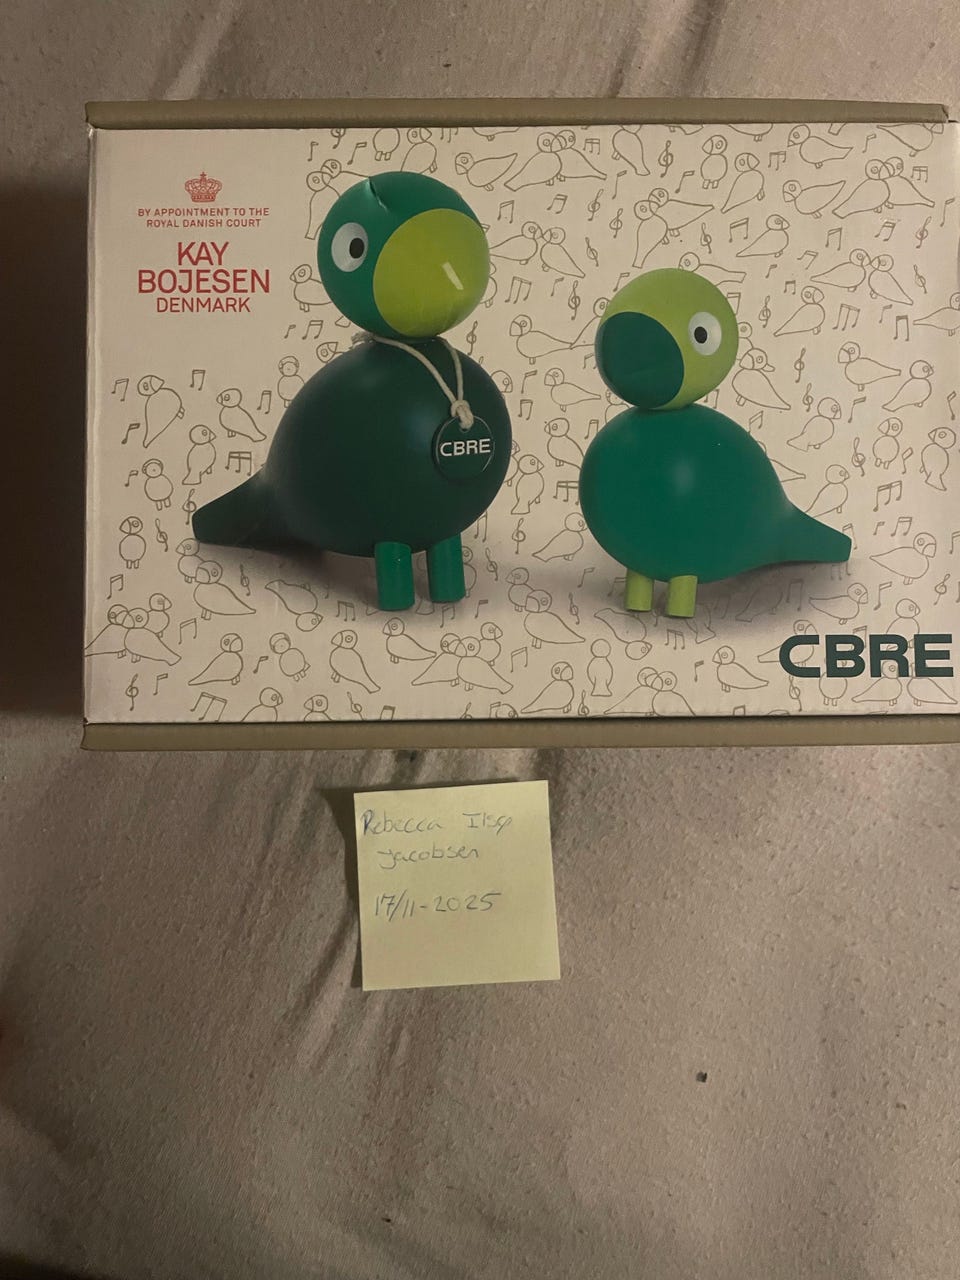 BY APPOINTMENT TO THE
ROYAL DANISH COURT
KAY
BOJESEN
DENMARK
CBRE
CBRE
Rebecca Ilsø
Jacobsen
17/11-2025